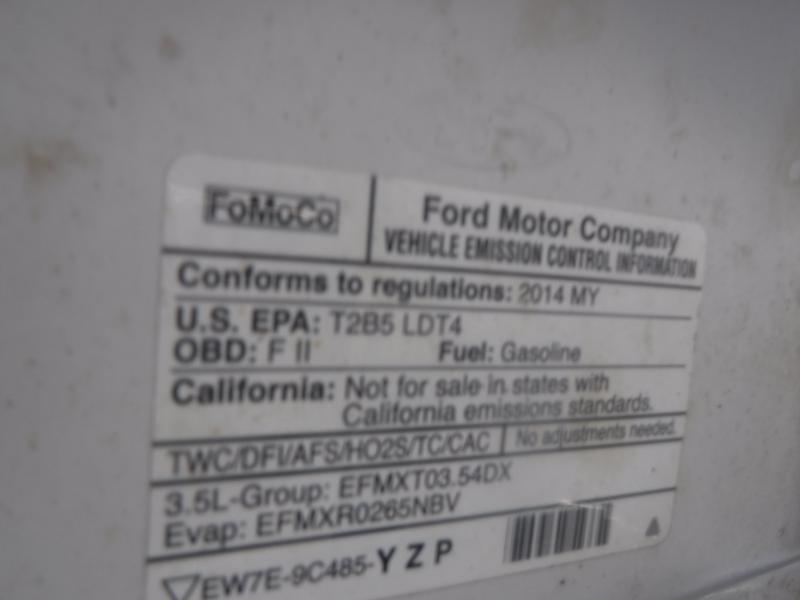 FoMoCo
Ford Motor Company
VEHICLE EMISSION CONTROL INFORMATION
Conforms to regulations: 2014 MY
U.S. EPA: T2B5 LDT4
OBD: F II Fuel: Gasoline
California: Not for sale in states with
California emissions standards.
TWC/DFI/AFS/HO2S/TC/CAC No adjustments needed.
3.5L-Group: EFMXT03.54DX
Evap: EFMXR0265NBV
EW7E-9C485-YZP